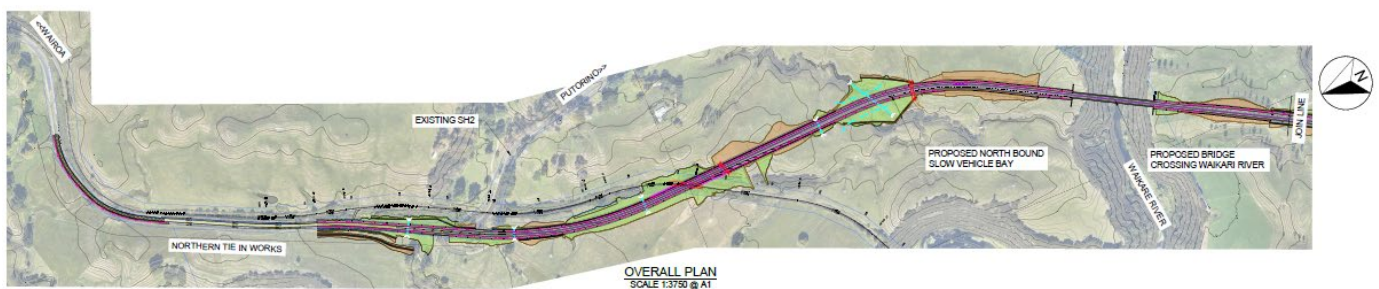 <<WAIROA
PUTORINO>>
EXISTING SH2
N
JOIN LINE
PROPOSED NORTH BOUND
SLOW VEHICLE BAY
PROPOSED BRIDGE
CROSSING WAIKARI RIVER
WAIKARE RIVER
NORTHERN TIE IN WORKS
OVERALL PLAN
SCALE 1:3750 @ A1